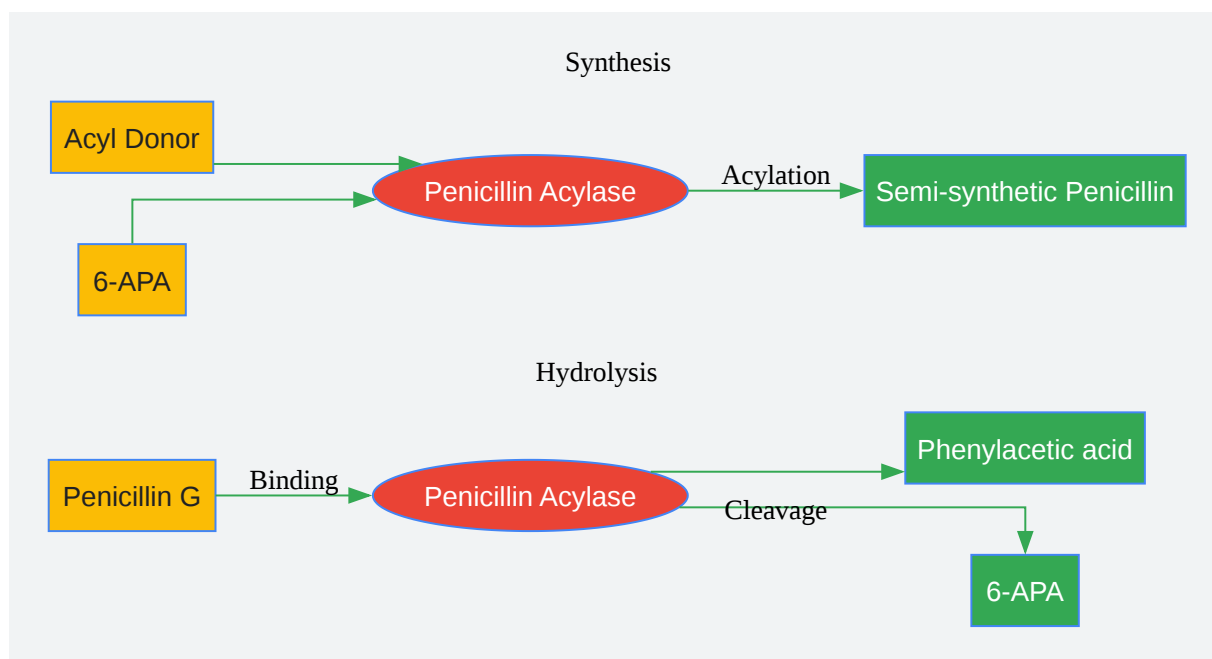 Synthesis
Acyl Donor
Penicillin Acylase
Acylation
Semi-synthetic Penicillin
6-APA
Hydrolysis
Penicillin G
Binding
Penicillin Acylase
Phenylacetic acid
Cleavage
6-APA